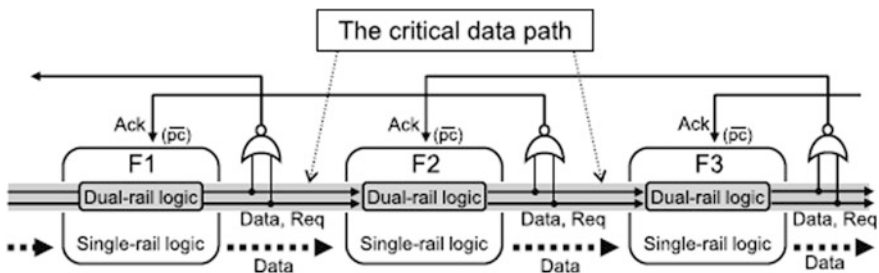 The critical data path
Ack (pc̅) Ack (pc̅) Ack (pc̅)
F1 F2 F3
Dual-rail logic Dual-rail logic Dual-rail logic
Data, Req Data, Req Data, Req
Single-rail logic Single-rail logic Single-rail logic
Data Data Data